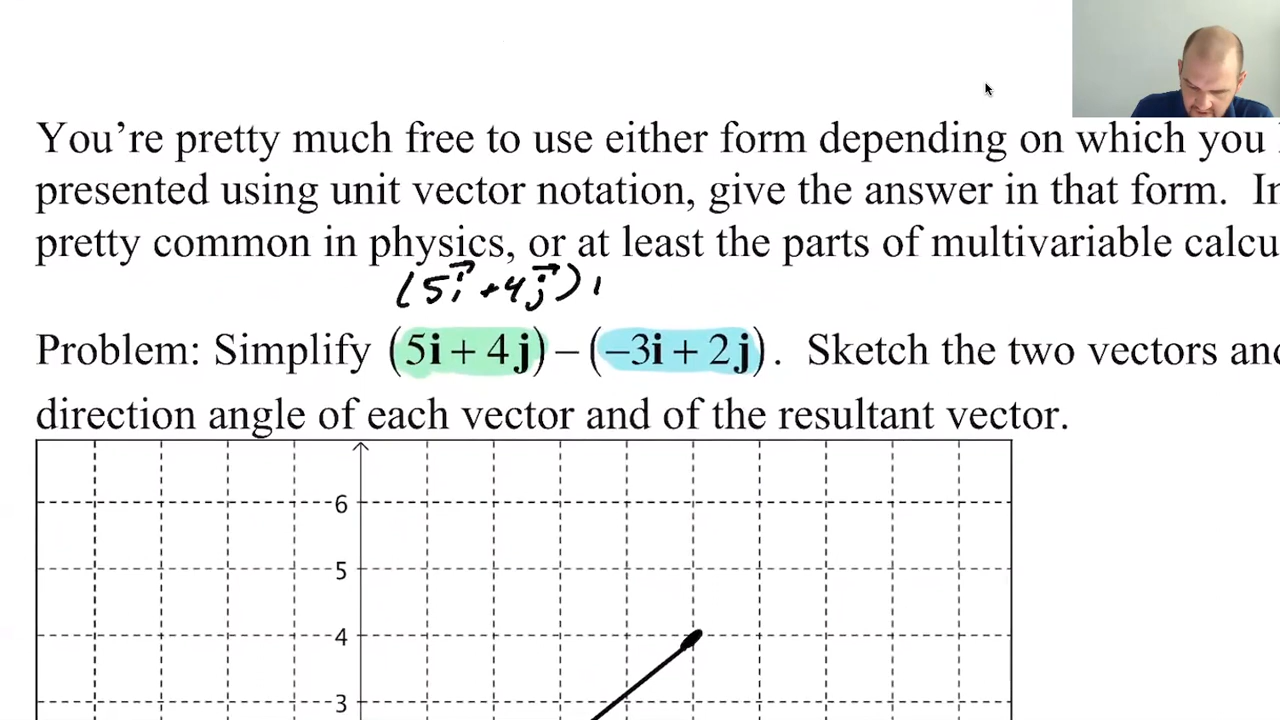 You're pretty much free to use either form depending on which you
presented using unit vector notation, give the answer in that form. In
pretty common in physics, or at least the parts of multivariable calcu
(5i⃗ + 4j⃗)
Problem: Simplify (5i + 4j) – (–3i + 2j). Sketch the two vectors and
direction angle of each vector and of the resultant vector.
6
5
4
3